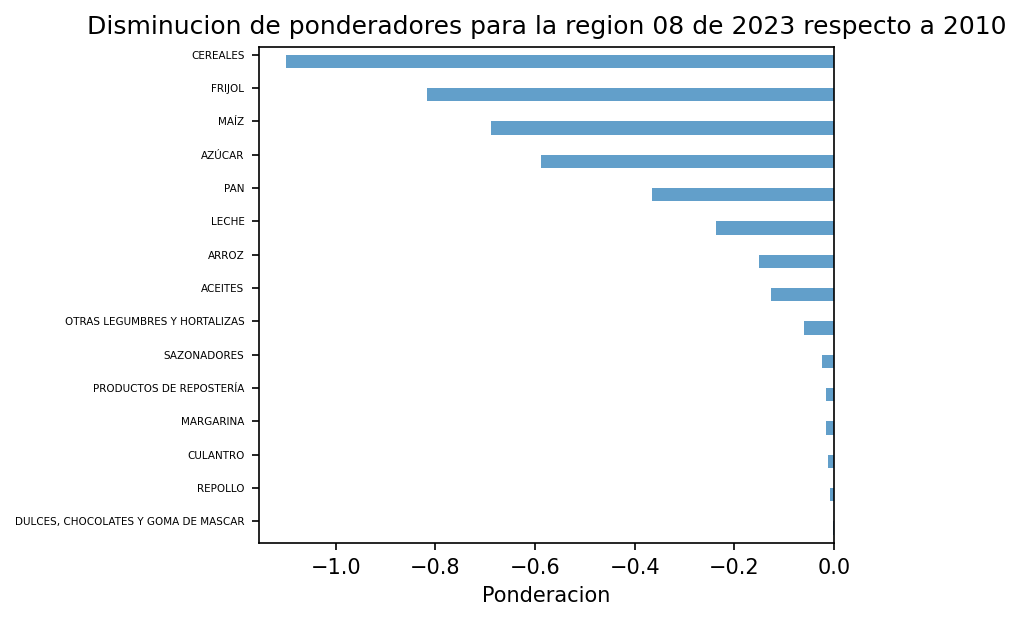 Disminucion de ponderadores para la region 08 de 2023 respecto a 2010
CEREALES
FRIJOL
MAÍZ
AZÚCAR
PAN
LECHE
ARROZ
ACEITES
OTRAS LEGUMBRES Y HORTALIZAS
SAZONADORES
PRODUCTOS DE REPOSTERÍA
MARGARINA
CULANTRO
REPOLLO
DULCES, CHOCOLATES Y GOMA DE MASCAR
−1.0 −0.8 −0.6 −0.4 −0.2 0.0
Ponderacion